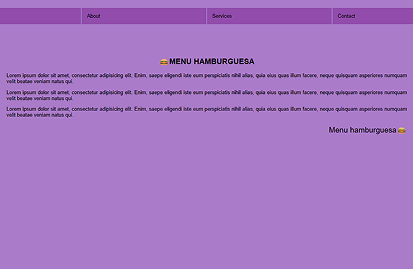 About Services Contact
🍔 MENU HAMBURGUESA
Lorem ipsum dolor sit amet, consectetur adipisicing elit. Enim, saepe eligendi iste eum perspiciatis nihil alias, quia eius quas illum facere, neque quisquam asperiores numquam
velit beatae veniam natus qui.
Lorem ipsum dolor sit amet, consectetur adipisicing elit. Enim, saepe eligendi iste eum perspiciatis nihil alias, quia eius quas illum facere, neque quisquam asperiores numquam
velit beatae veniam natus qui.
Lorem ipsum dolor sit amet, consectetur adipisicing elit. Enim, saepe eligendi iste eum perspiciatis nihil alias, quia eius quas illum facere, neque quisquam asperiores numquam
velit beatae veniam natus qui.
Menu hamburguesa 🍔